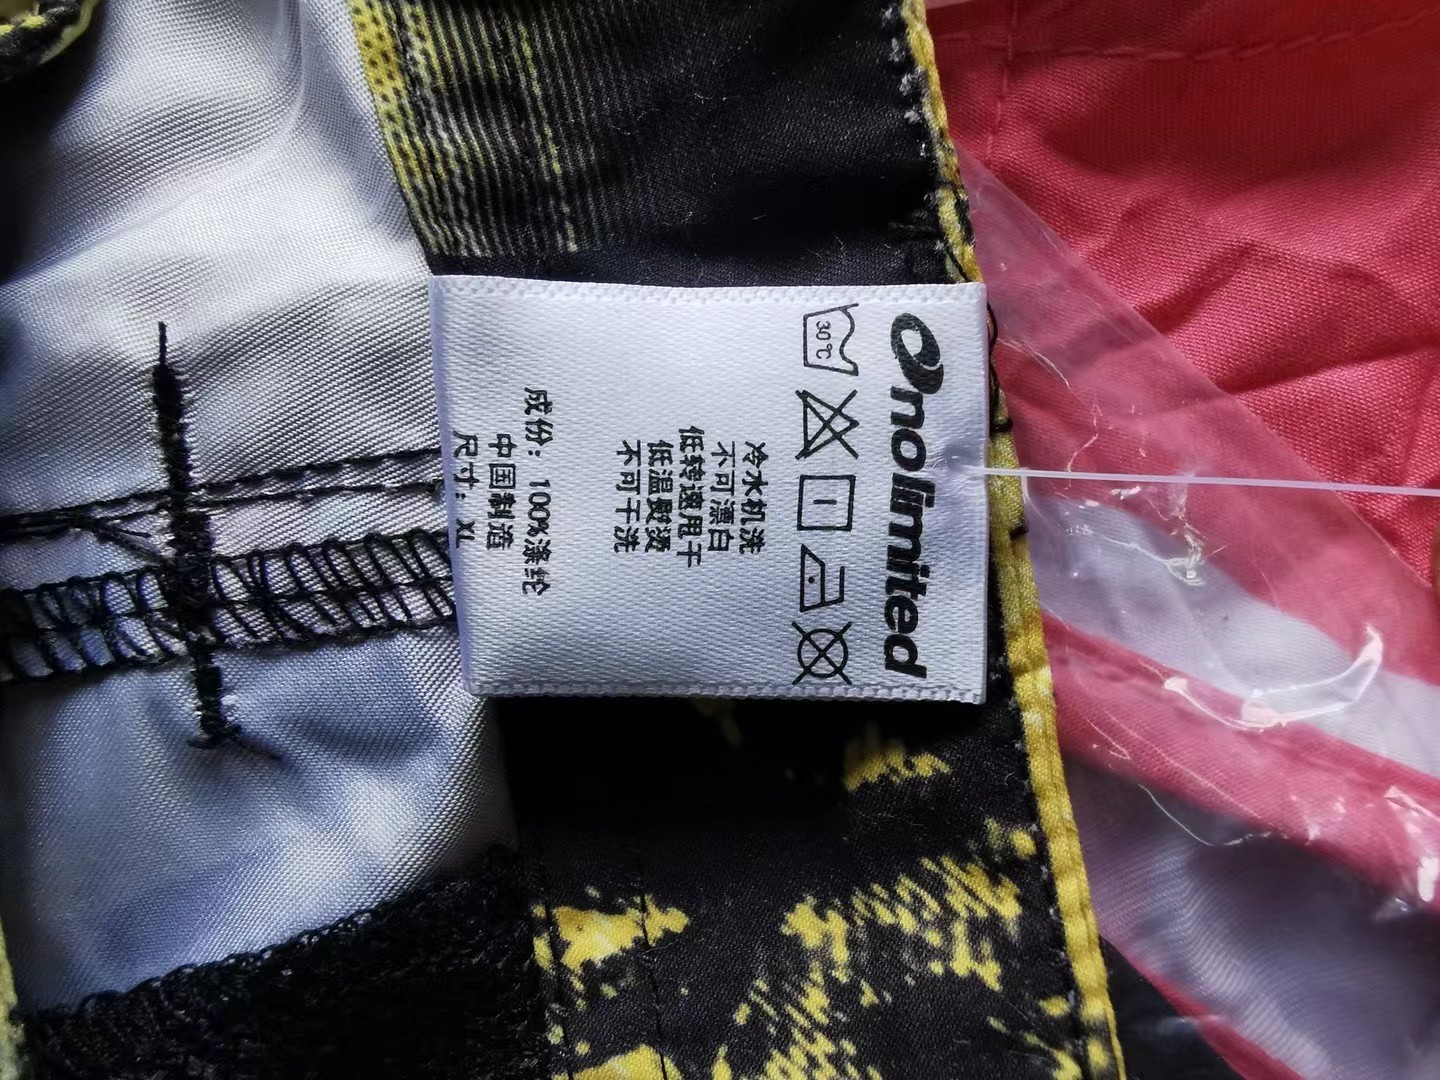 nolimited
30℃
冷水机洗
不可漂白
低转速甩干
低温熨烫
不可干洗
成份：100%涤纶
中国制造
尺寸：XL